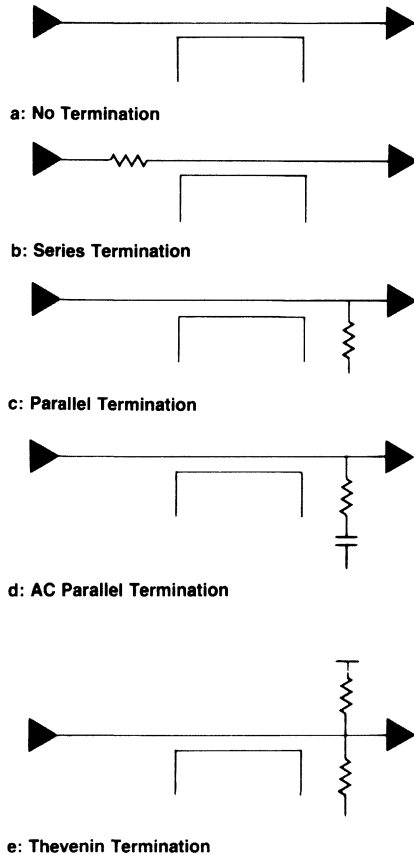 a: No Termination
b: Series Termination
c: Parallel Termination
d: AC Parallel Termination
e: Thevenin Termination